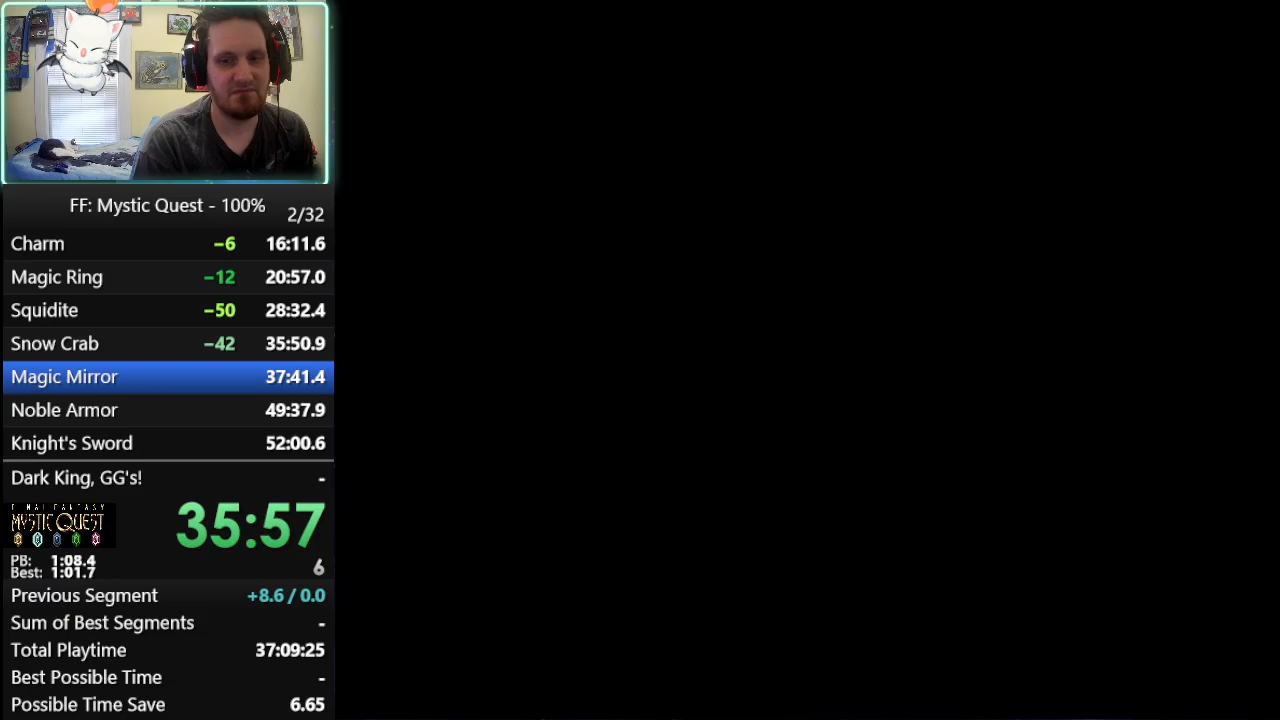 FF: Mystic Quest - 100%
2/32
Charm -6 16:11.6
Magic Ring -12 20:57.0
Squidite -50 28:32.4
Snow Crab -42 35:50.9
Magic Mirror 37:41.4
Noble Armor 49:37.9
Knight's Sword 52:00.6
Dark King, GG's! -
FINAL FANTASY
MYSTIC QUEST
35:57
6
PB: 1:08.4
Best: 1:01.7
Previous Segment +8.6 / 0.0
Sum of Best Segments -
Total Playtime 37:09:25
Best Possible Time -
Possible Time Save 6.65